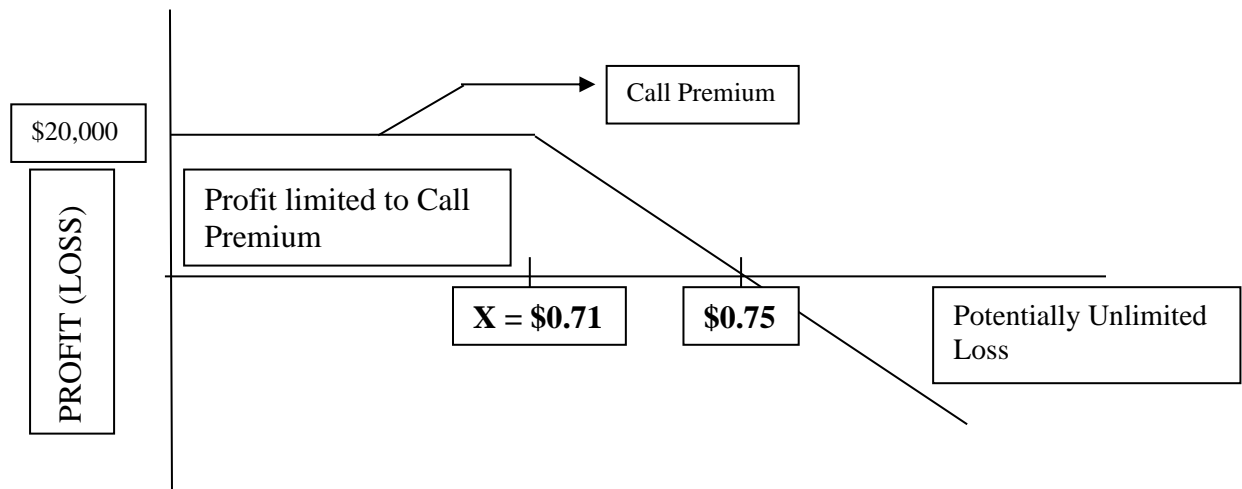 Call Premium
$20,000
Profit limited to Call
Premium
PROFIT (LOSS)
X = $0.71
$0.75
Potentially Unlimited
Loss